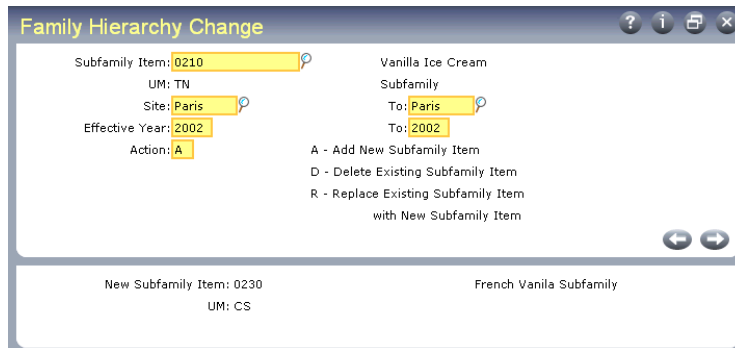 Family Hierarchy Change
Subfamily Item: 0210 Vanilla Ice Cream
UM: TN Subfamily
Site: Paris To: Paris
Effective Year: 2002 To: 2002
Action: A A - Add New Subfamily Item
D - Delete Existing Subfamily Item
R - Replace Existing Subfamily Item
with New Subfamily Item
New Subfamily Item: 0230 French Vanila Subfamily
UM: CS